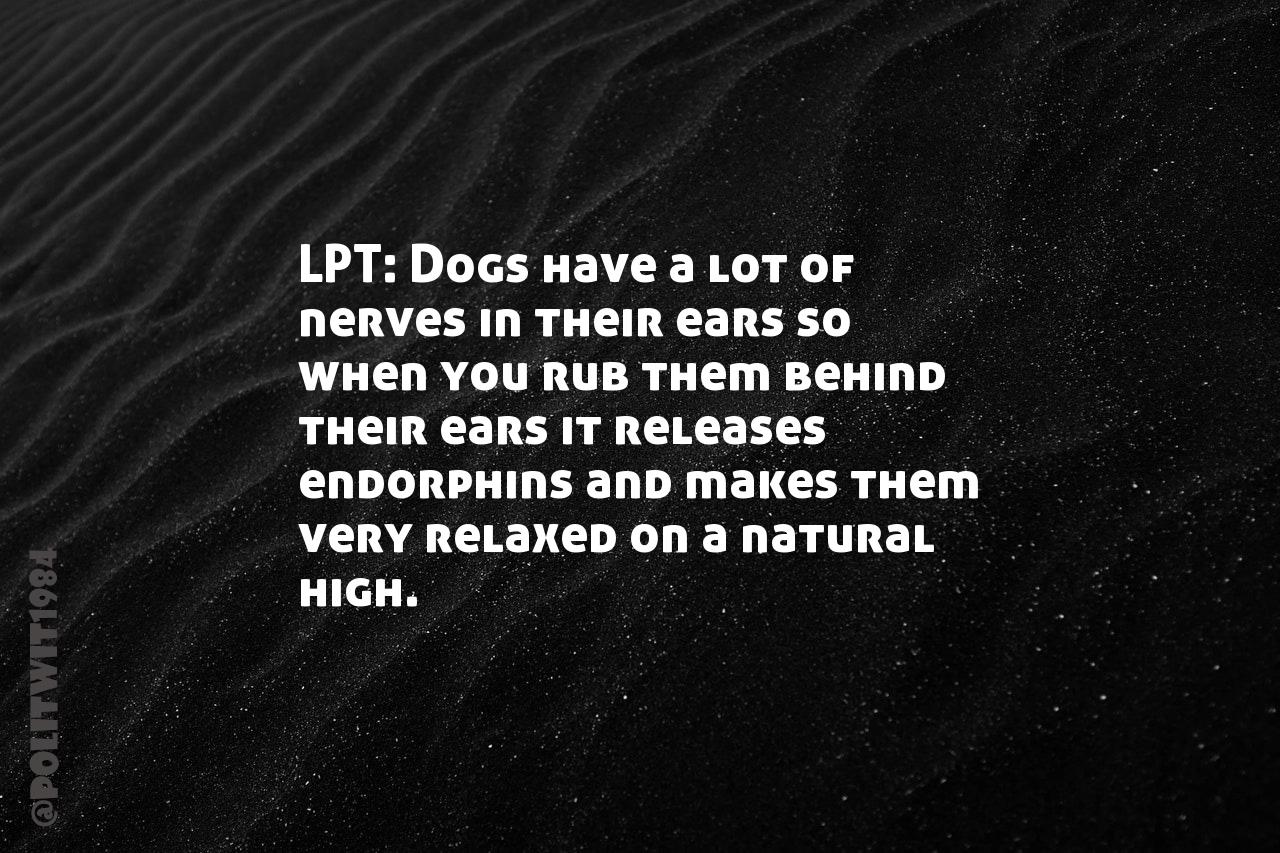 LPT: Dogs have a lot of
nerves in their ears so
when you rub them behind
their ears it releases
endorphins and makes them
very relaxed on a natural
high.
@politwit1984